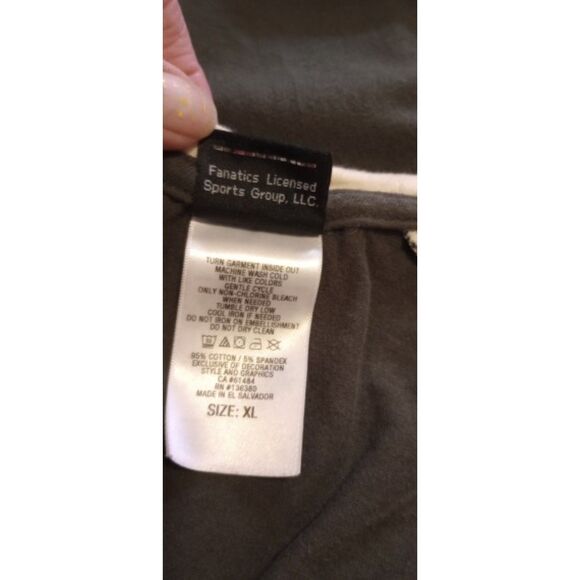 Fanatics Licensed
Sports Group, LLC.
TURN GARMENT INSIDE OUT
MACHINE WASH COLD
WITH LIKE COLORS
GENTLE CYCLE
ONLY NON-CHLORINE BLEACH
WHEN NEEDED
TUMBLE DRY LOW
COOL IRON IF NEEDED
DO NOT IRON ON EMBELLISHMENT
DO NOT DRY CLEAN
95% COTTON / 5% SPANDEX
EXCLUSIVE OF DECORATION
STYLE AND GRAPHICS
CA #61484
RN #136380
MADE IN EL SALVADOR
SIZE: XL